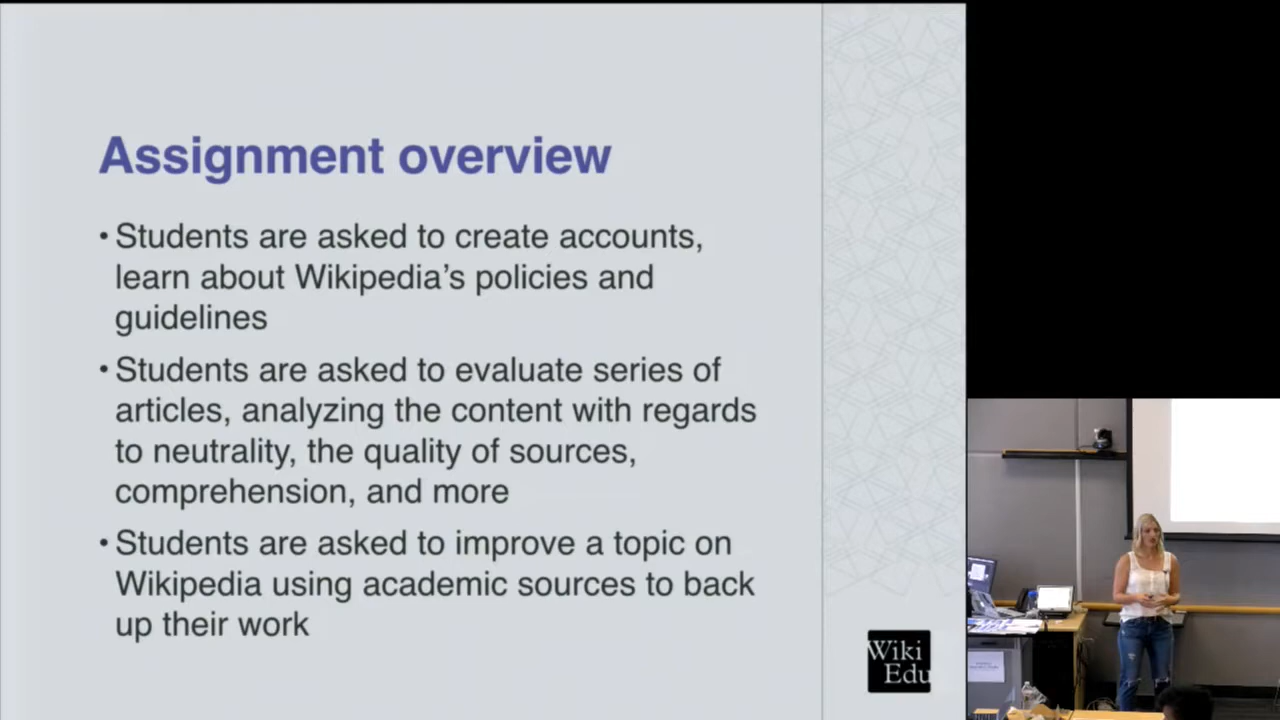 Assignment overview
• Students are asked to create accounts,
learn about Wikipedia’s policies and
guidelines
• Students are asked to evaluate series of
articles, analyzing the content with regards
to neutrality, the quality of sources,
comprehension, and more
• Students are asked to improve a topic on
Wikipedia using academic sources to back
up their work
Wiki
Edu